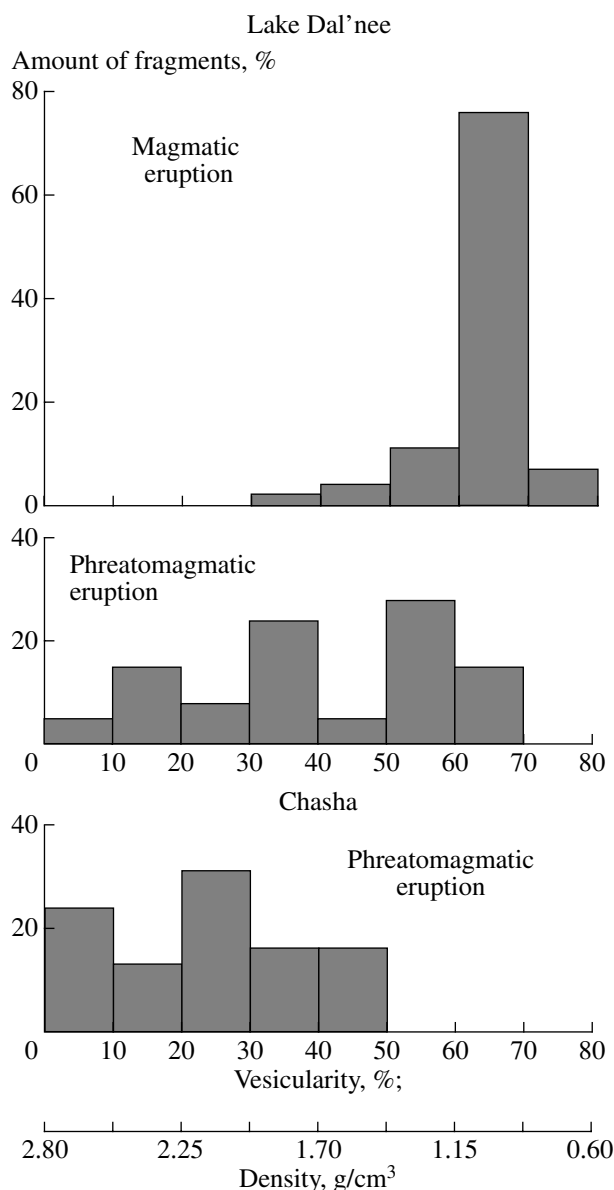 Lake Dal’nee
Amount of fragments, %
80
Magmatic
eruption
60
40
20
0
40
Phreatomagmatic
eruption
20
0 10 20 30 40 50 60 70 80
Chasha
40
Phreatomagmatic
eruption
20
0 10 20 30 40 50 60 70 80
Vesicularity, %;
2.80 2.25 1.70 1.15 0.60
Density, g/cm³